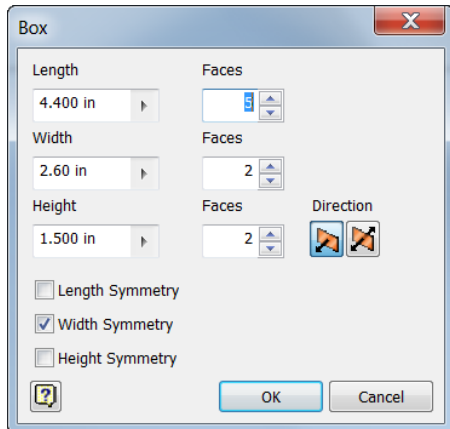 Box
Length Faces
4.400 in 5
Width Faces
2.60 in 2
Height Faces Direction
1.500 in 2
Length Symmetry
Width Symmetry
Height Symmetry
? OK Cancel